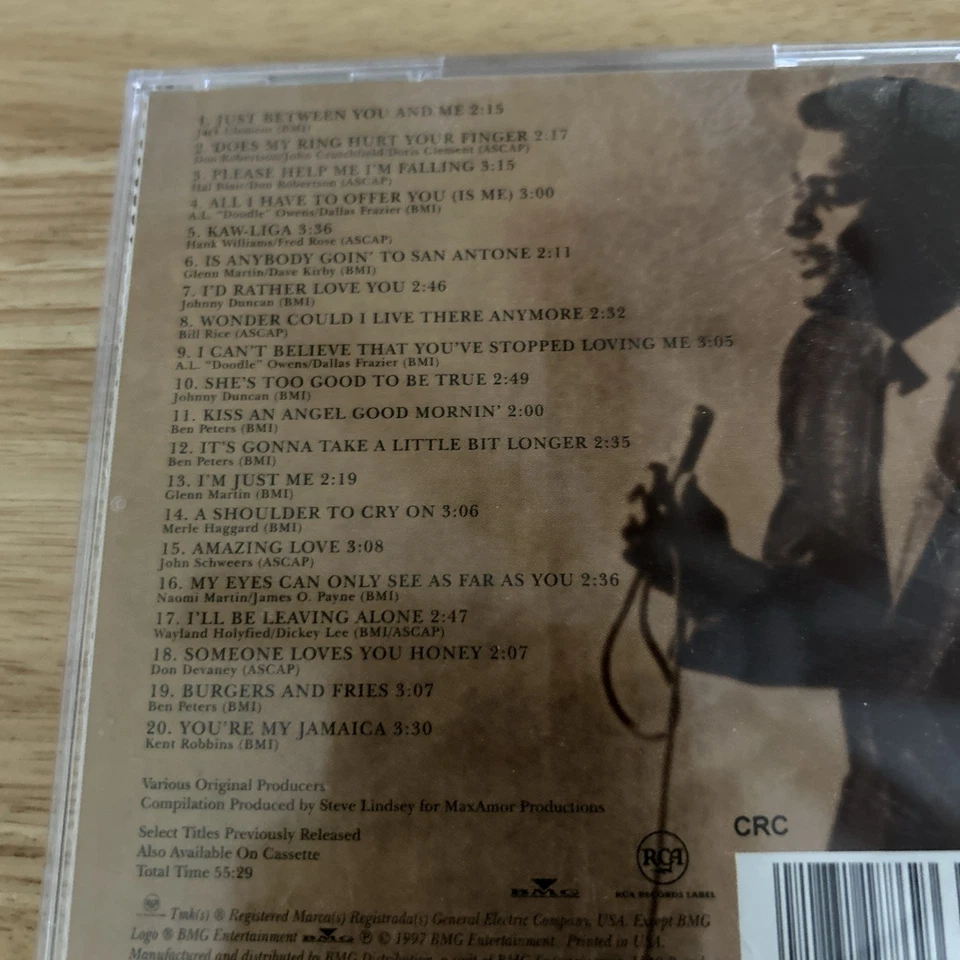 1. JUST BETWEEN YOU AND ME 2:15
Jack Clement (BMI)
2. DOES MY RING HURT YOUR FINGER 2:17
Don Robertson/John Crutchfield/Doris Clement (ASCAP)
3. PLEASE HELP ME I'M FALLING 3:15
Hal Blair/Don Robertson (ASCAP)
4. ALL I HAVE TO OFFER YOU (IS ME) 3:00
A.L. "Doodle" Owens/Dallas Frazier (BMI)
5. KAW-LIGA 3:36
Hank Williams/Fred Rose (ASCAP)
6. IS ANYBODY GOIN' TO SAN ANTONE 2:11
Glenn Martin/Dave Kirby (BMI)
7. I'D RATHER LOVE YOU 2:46
Johnny Duncan (BMI)
8. WONDER COULD I LIVE THERE ANYMORE 2:32
Bill Rice (ASCAP)
9. I CAN'T BELIEVE THAT YOU'VE STOPPED LOVING ME 3:05
A.L. "Doodle" Owens/Dallas Frazier (BMI)
10. SHE'S TOO GOOD TO BE TRUE 2:49
Johnny Duncan (BMI)
11. KISS AN ANGEL GOOD MORNIN' 2:00
Ben Peters (BMI)
12. IT'S GONNA TAKE A LITTLE BIT LONGER 2:35
Ben Peters (BMI)
13. I'M JUST ME 2:19
Glenn Martin (BMI)
14. A SHOULDER TO CRY ON 3:06
Merle Haggard (BMI)
15. AMAZING LOVE 3:08
John Schweers (ASCAP)
16. MY EYES CAN ONLY SEE AS FAR AS YOU 2:36
Naomi Martin/James O. Payne (BMI)
17. I'LL BE LEAVING ALONE 2:47
Wayland Holyfied/Dickey Lee (BMI/ASCAP)
18. SOMEONE LOVES YOU HONEY 2:07
Don Devaney (ASCAP)
19. BURGERS AND FRIES 3:07
Ben Peters (BMI)
20. YOU'RE MY JAMAICA 3:30
Kent Robbins (BMI)
Various Original Producers
Compilation Produced by Steve Lindsey for MaxAmor Productions
Select Titles Previously Released
Also Available On Cassette
Total Time 55:29
CRC
RCA
BMG
RCA RECORDS LABEL
Tmk(s) ® Registered Marca(s) Registrada(s) General Electric Company, USA. Except BMG
Logo ® BMG Entertainment BMG ℗ © 1997 BMG Entertainment. Printed in USA.
Manufactured and distributed by BMG Distribution, a unit of BMG